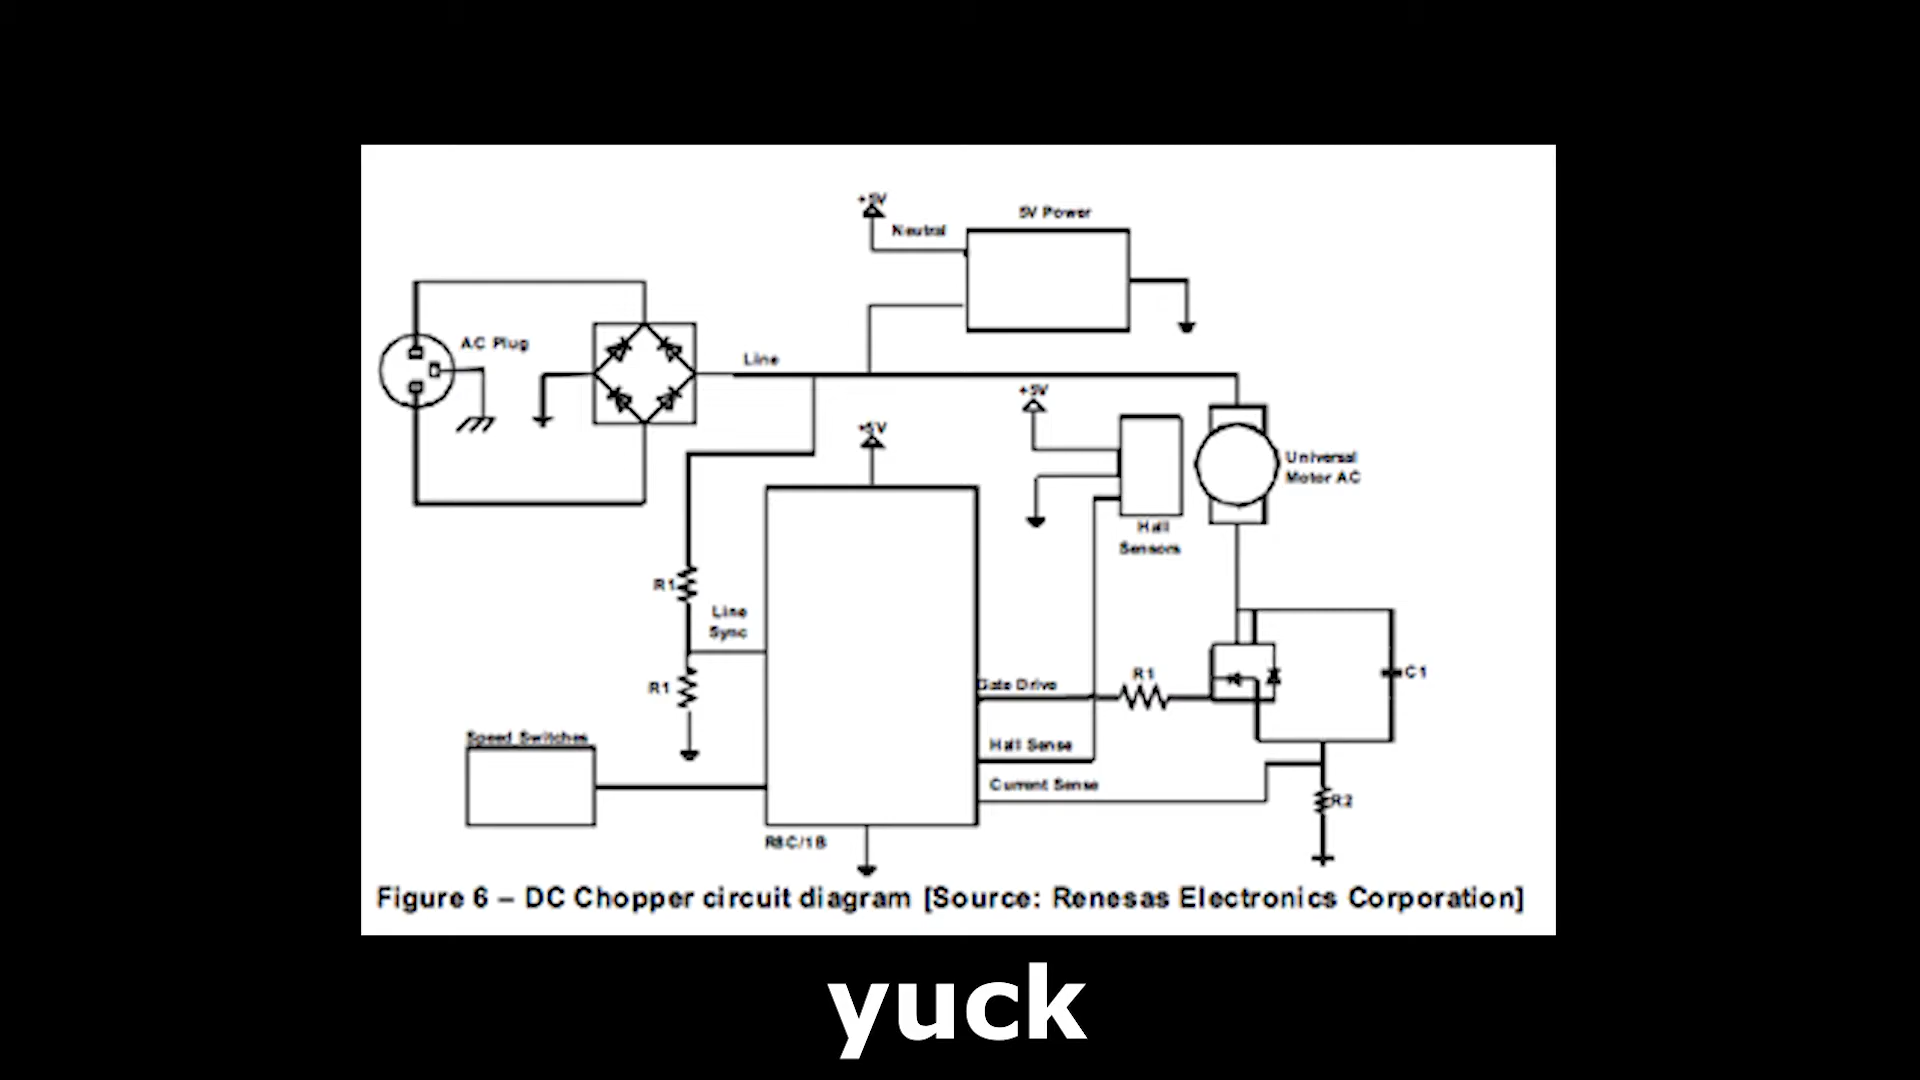 +5V
5V Power
Neutral
AC Plug
Line
+5V
+5V
Universal
Motor AC
Hall
Sensors
R1
Line
Sync
R1
Gate Drive
R1
C1
Speed Switches
Hall Sense
Current Sense
R2
R8C/1B
Figure 6 – DC Chopper circuit diagram [Source: Renesas Electronics Corporation]
yuck